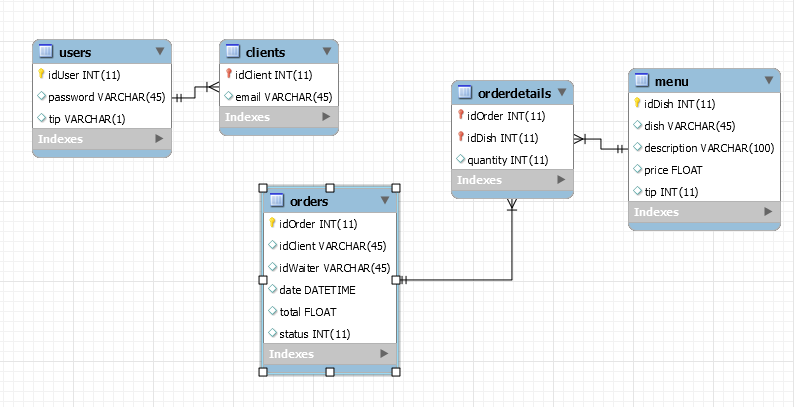 users
idUser INT(11)
password VARCHAR(45)
tip VARCHAR(1)
Indexes
clients
idClient INT(11)
email VARCHAR(45)
Indexes
orderdetails
idOrder INT(11)
idDish INT(11)
quantity INT(11)
Indexes
menu
idDish INT(11)
dish VARCHAR(45)
description VARCHAR(100)
price FLOAT
tip INT(11)
Indexes
orders
idOrder INT(11)
idClient VARCHAR(45)
idWaiter VARCHAR(45)
date DATETIME
total FLOAT
status INT(11)
Indexes